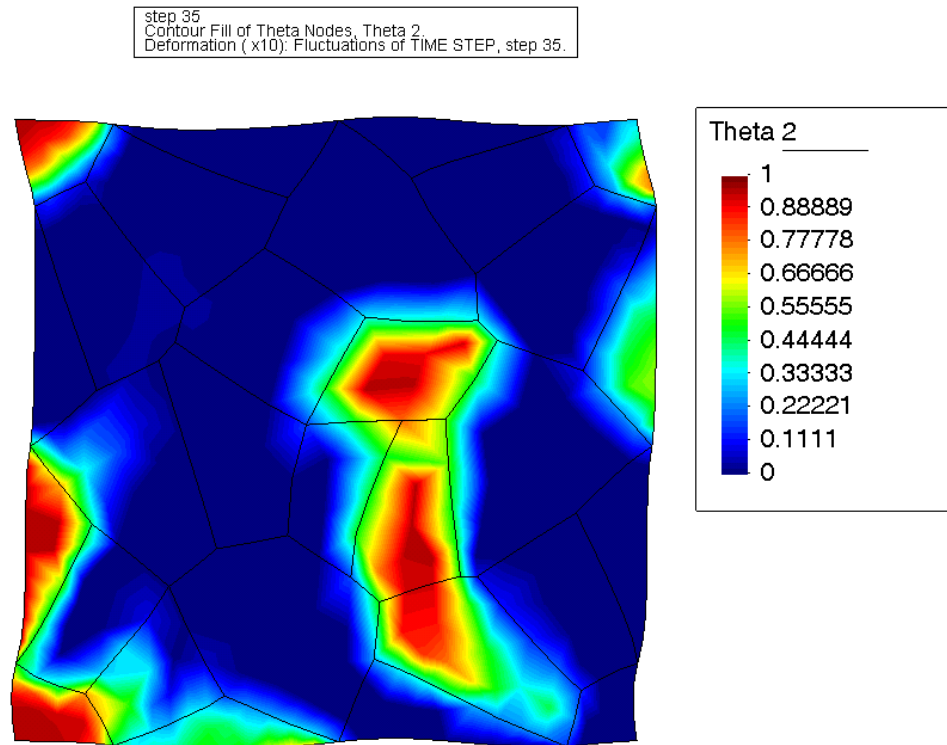 step 35
Contour Fill of Theta Nodes, Theta 2.
Deformation ( x10): Fluctuations of TIME STEP, step 35.
Theta 2
1
0.88889
0.77778
0.66666
0.55555
0.44444
0.33333
0.22221
0.1111
0